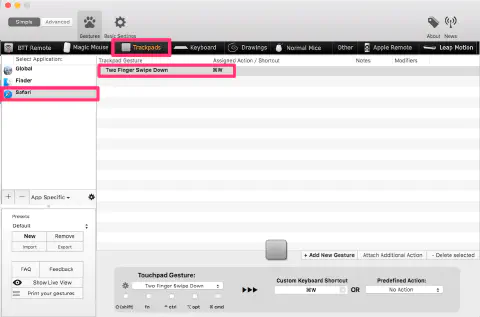 Simple Advanced
Gestures Basic Settings About News
BTT Remote Magic Mouse Trackpads Keyboard Drawings Normal Mice Other Apple Remote Leap Motion
Select Application: Trackpad Gesture Assigned Action / Shortcut Notes Modifiers
Global Two Finger Swipe Down ⌘W
Finder
Safari
+ − App Specific
Presets:
Default
New Remove
Import Export
+ Add New Gesture Attach Additional Action - Delete selected
FAQ Feedback
Show Live View
Print your gestures
Touchpad Gesture: Custom Keyboard Shortcut Predefined Action:
Two Finger Swipe Down ⌘W OR No Action
(shift) fn ^ ctrl ⌥ opt ⌘ cmd